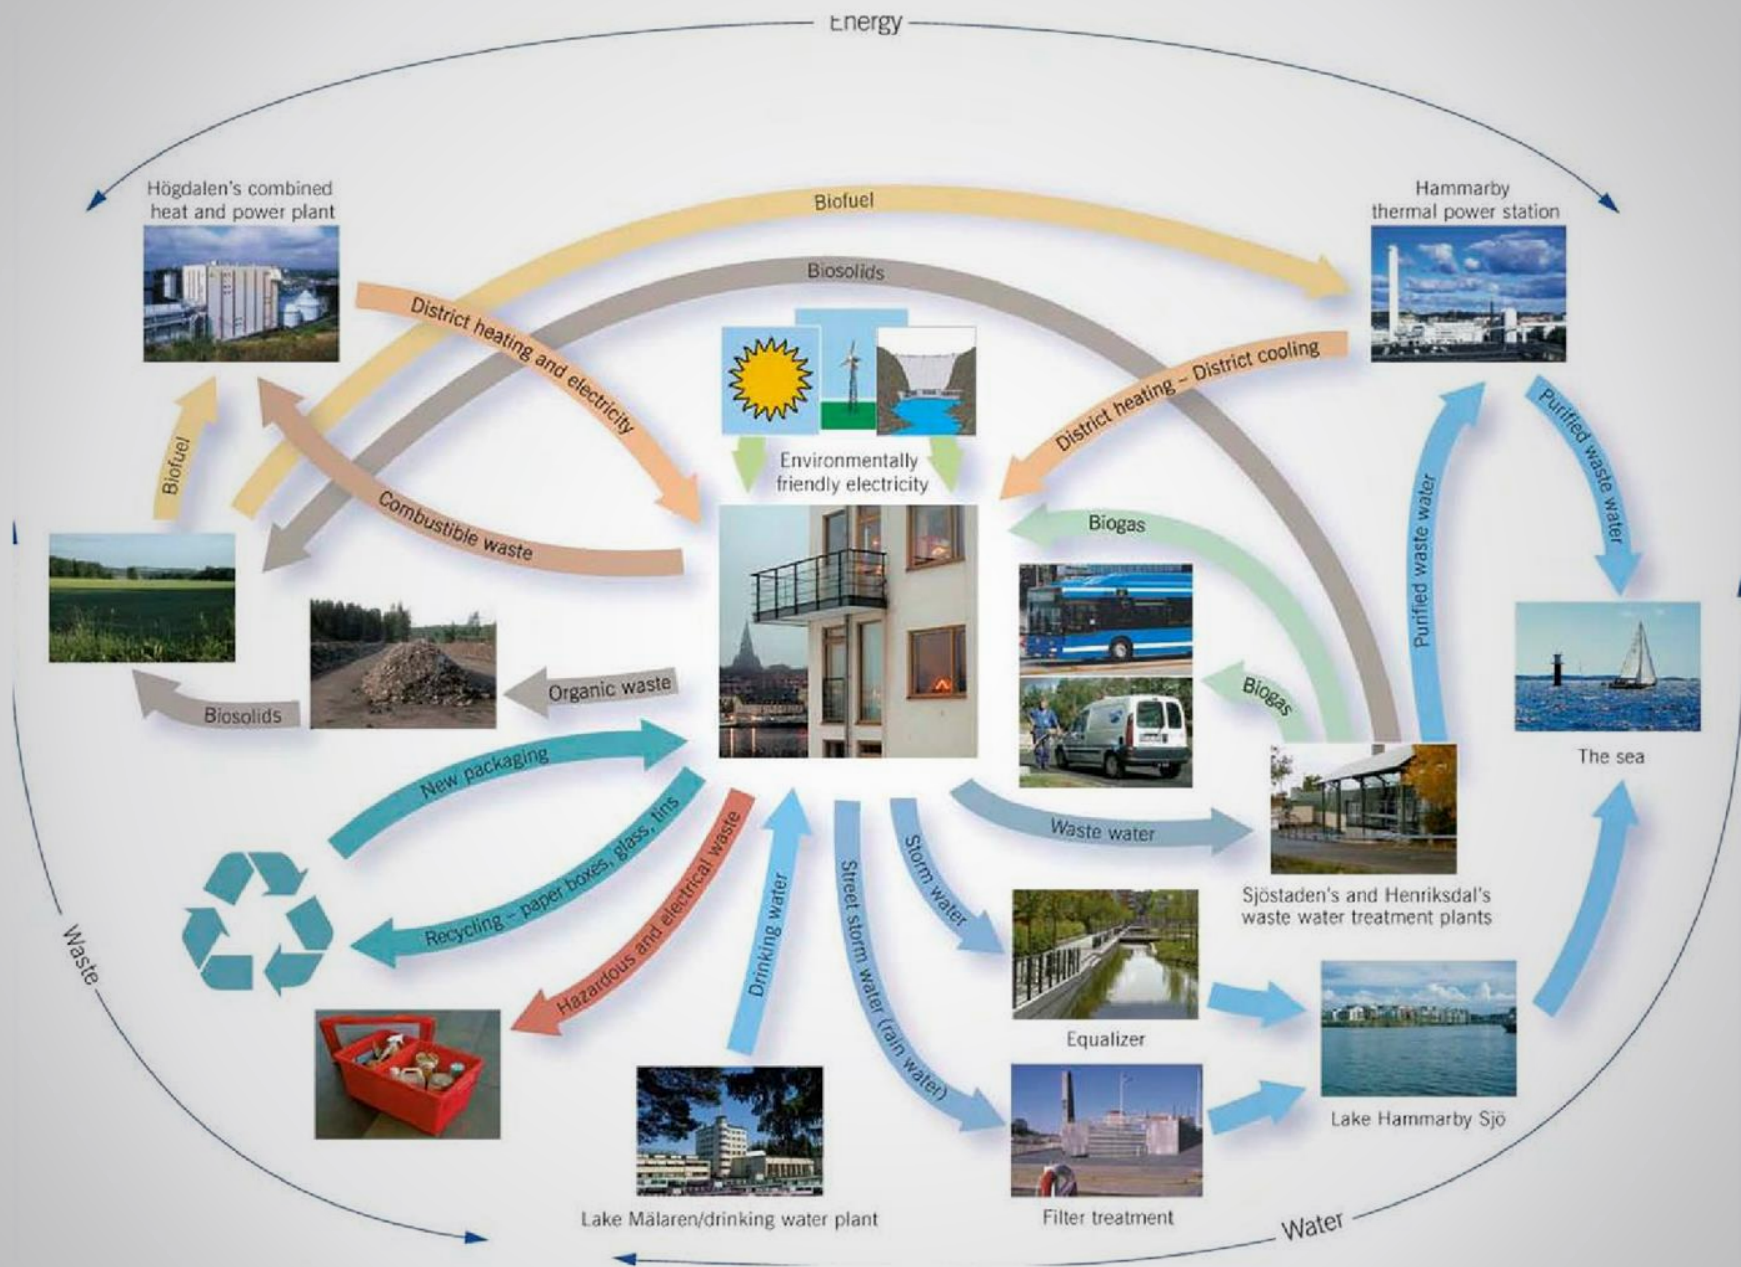 Energy
Högdalen's combined
heat and power plant
Hammarby
thermal power station
Biofuel
Biosolids
District heating and electricity
District heating – District cooling
Purified waste water
Purified waste water
Biofuel
Combustible waste
Environmentally
friendly electricity
Biogas
Biogas
Organic waste
Biosolids
The sea
New packaging
Recycling – paper boxes, glass, tins
Hazardous and electrical waste
Drinking water
Street storm water (rain water)
Storm water
Waste water
Sjöstaden's and Henriksdal's
waste water treatment plants
Waste
Equalizer
Lake Hammarby Sjö
Lake Mälaren/drinking water plant
Filter treatment
Water